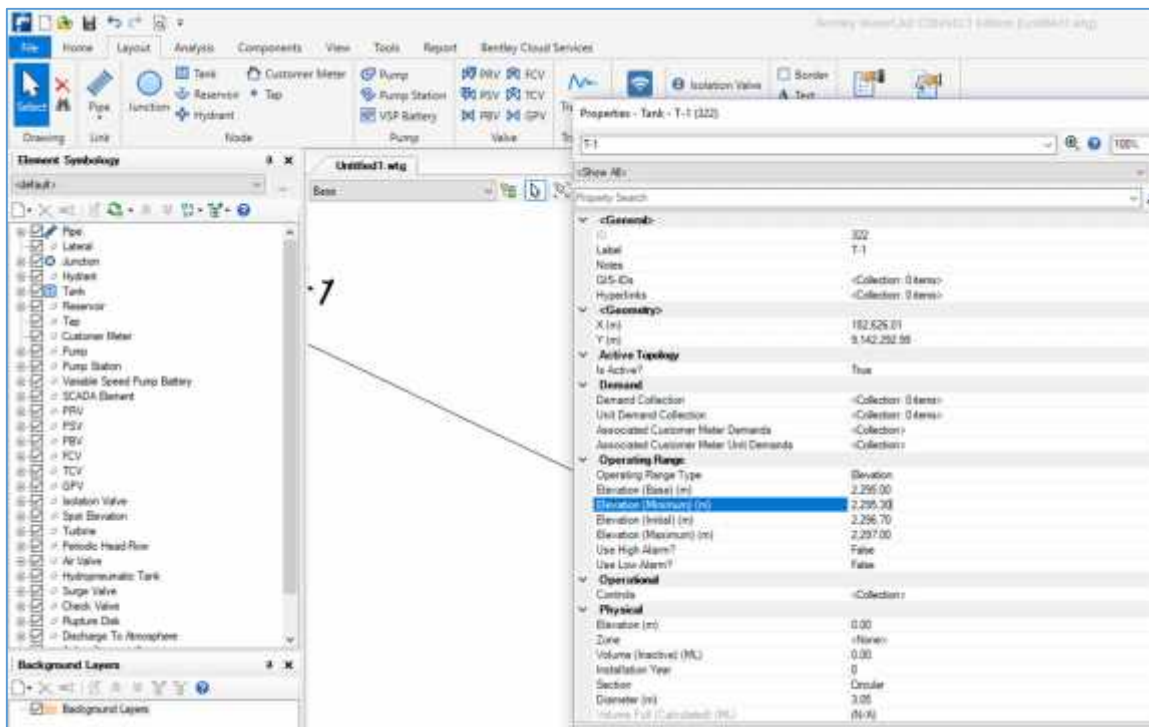 File Home Layout Analysis Components View Tools Report Bentley Cloud Services
Select
Pipe
Junction
Tank
Customer Meter
Reservoir
Tap
Hydrant
Pump
Pump Station
VSP Battery
PRV FCV
PSV TCV
PBV GPV
Isolation Valve
Border
Text
Drawing Link Node Pump Valve
Element Symbology
<default>
Pipe
Lateral
Junction
Hydrant
Tank
Reservoir
Tap
Customer Meter
Pump
Pump Station
Variable Speed Pump Battery
SCADA Element
PRV
PSV
PBV
FCV
TCV
GPV
Isolation Valve
Spot Elevation
Turbine
Periodic Head-Flow
Air Valve
Hydropneumatic Tank
Surge Valve
Check Valve
Rupture Disk
Discharge To Atmosphere
Background Layers
Background Layers
Untitled1.wtg
Base
-1
Properties - Tank - T-1 (322)
T-1
100%
<Show All>
Property Search
<General>
ID 322
Label T-1
Notes
GIS-IDs <Collection: 0 items>
Hyperlinks <Collection: 0 items>
<Geometry>
X (m) 182,626.01
Y (m) 9,142,292.98
Active Topology
Is Active? True
Demand
Demand Collection <Collection: 0 items>
Unit Demand Collection <Collection: 0 items>
Associated Customer Meter Demands <Collection>
Associated Customer Meter Unit Demands <Collection>
Operating Range
Operating Range Type Elevation
Elevation (Base) (m) 2,295.00
Elevation (Minimum) (m) 2,295.30
Elevation (Initial) (m) 2,296.70
Elevation (Maximum) (m) 2,297.00
Use High Alarm? False
Use Low Alarm? False
Operational
Controls <Collection>
Physical
Elevation (m) 0.00
Zone <None>
Volume (Inactive) (ML) 0.00
Installation Year 0
Section Circular
Diameter (m) 3.05
Volume Full (Calculated) (ML) (N/A)